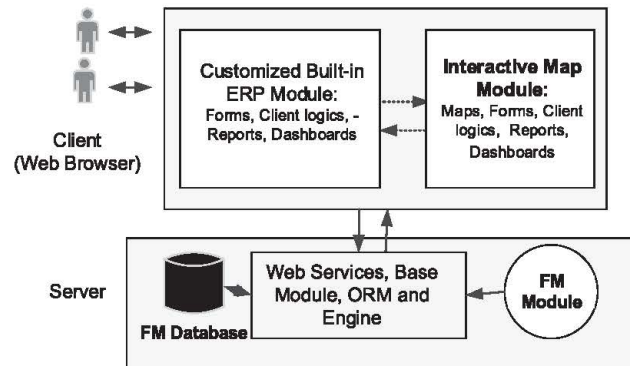 Customized Built-in
ERP Module:
Forms, Client logics, -
Reports, Dashboards
Interactive Map
Module:
Maps, Forms, Client
logics, Reports,
Dashboards
Client
(Web Browser)
Server
FM Database
Web Services, Base
Module, ORM and
Engine
FM
Module